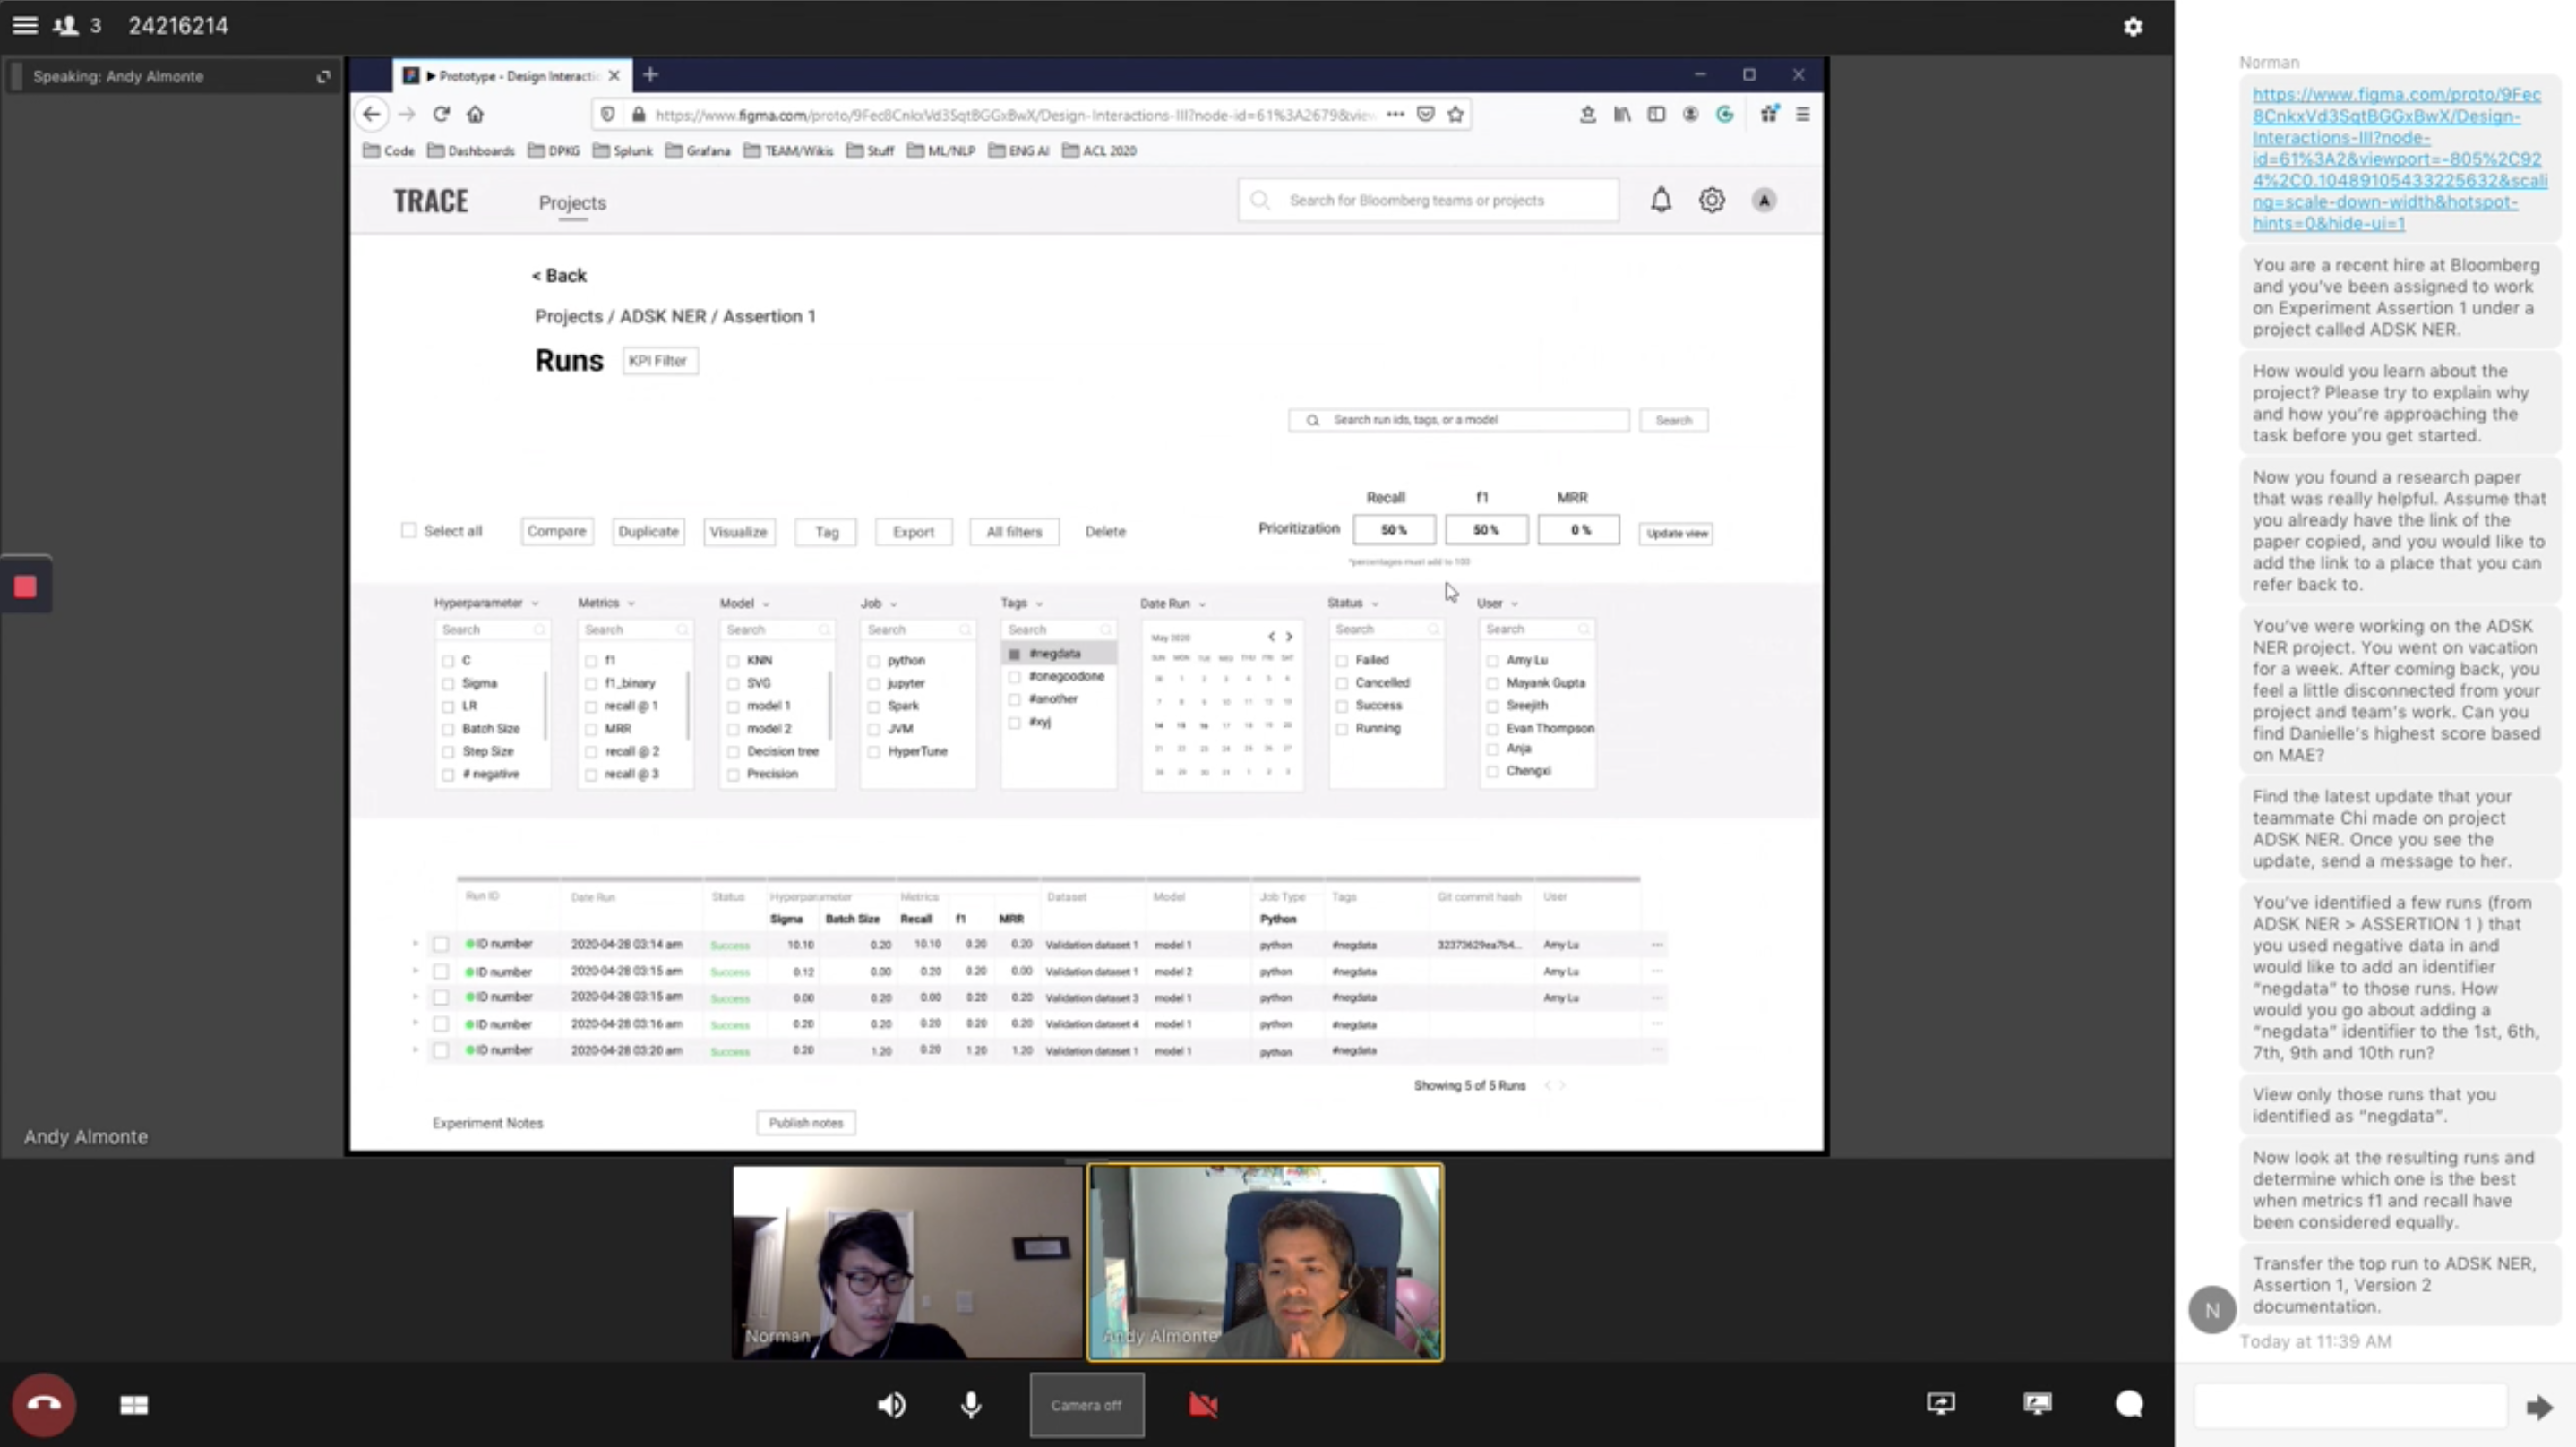 3 24216214
Speaking: Andy Almonte
Prototype - Design Interacti
https://www.figma.com/proto/9Fec8CnkxVd3SqtBGGxBwX/Design-Interactions-III?node-id=61%3A2679&view
Code Dashboards DPKG Splunk Grafana TEAM/Wikis Stuff ML/NLP ENG AI ACL 2020
TRACE Projects Search for Bloomberg teams or projects A
< Back
Projects / ADSK NER / Assertion 1
Runs KPI Filter
Search run ids, tags, or a model Search
Recall f1 MRR
Select all Compare Duplicate Visualize Tag Export All filters Delete Prioritization 50 % 50 % 0 % Update view
*percentages must add to 100
Hyperparameter Metrics Model Job Tags Date Run Status User
Search Search Search Search Search May 2020 Search Search
SUN MON TUE WED THU FRI SAT
C f1 KNN python #negdata Failed Amy Lu
Sigma f1_binary SVG jupyter #onegoodone Cancelled Mayank Gupta
LR recall @ 1 model 1 Spark #another Success Sreejith
Batch Size MRR model 2 JVM #xyj Running Evan Thompson
Step Size recall @ 2 Decision tree HyperTune Anja
# negative recall @ 3 Precision Chengxi
Run ID Date Run Status Hyperparameter Metrics Dataset Model Job Type Tags Git commit hash User
Sigma Batch Size Recall f1 MRR Python
ID number 2020-04-28 03:14 am Success 10.10 0.20 10.10 0.20 0.20 Validation dataset 1 model 1 python #negdata 32373629ea7b4... Amy Lu
ID number 2020-04-28 03:15 am Success 0.12 0.00 0.20 0.20 0.00 Validation dataset 1 model 2 python #negdata Amy Lu
ID number 2020-04-28 03:15 am Success 0.00 0.20 0.00 0.20 0.20 Validation dataset 3 model 1 python #negdata Amy Lu
ID number 2020-04-28 03:16 am Success 0.20 0.20 0.20 0.20 0.20 Validation dataset 4 model 1 python #negdata
ID number 2020-04-28 03:20 am Success 0.20 1.20 0.20 1.20 1.20 Validation dataset 1 model 1 python #negdata
Showing 5 of 5 Runs
Experiment Notes Publish notes
Andy Almonte
Norman
Andy Almonte
Camera off
Norman
https://www.figma.com/proto/9Fec
8CnkxVd3SqtBGGxBwX/Design-
Interactions-III?node-
id=61%3A2&viewport=-805%2C92
4%2C0.10489105433225632&scali
ng=scale-down-width&hotspot-
hints=0&hide-ui=1
You are a recent hire at Bloomberg
and you've been assigned to work
on Experiment Assertion 1 under a
project called ADSK NER.
How would you learn about the
project? Please try to explain why
and how you're approaching the
task before you get started.
Now you found a research paper
that was really helpful. Assume that
you already have the link of the
paper copied, and you would like to
add the link to a place that you can
refer back to.
You've were working on the ADSK
NER project. You went on vacation
for a week. After coming back, you
feel a little disconnected from your
project and team's work. Can you
find Danielle's highest score based
on MAE?
Find the latest update that your
teammate Chi made on project
ADSK NER. Once you see the
update, send a message to her.
You've identified a few runs (from
ADSK NER > ASSERTION 1 ) that
you used negative data in and
would like to add an identifier
"negdata" to those runs. How
would you go about adding a
"negdata" identifier to the 1st, 6th,
7th, 9th and 10th run?
View only those runs that you
identified as "negdata".
Now look at the resulting runs and
determine which one is the best
when metrics f1 and recall have
been considered equally.
Transfer the top run to ADSK NER,
Assertion 1, Version 2
documentation.
N
Today at 11:39 AM